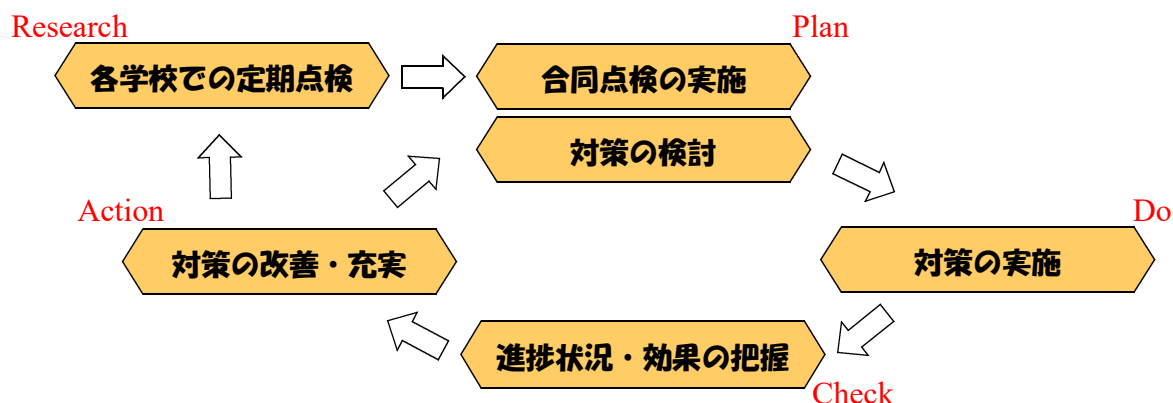 Research
各学校での定期点検
Plan
合同点検の実施
対策の検討
Do
対策の実施
Check
進捗状況・効果の把握
Action
対策の改善・充実